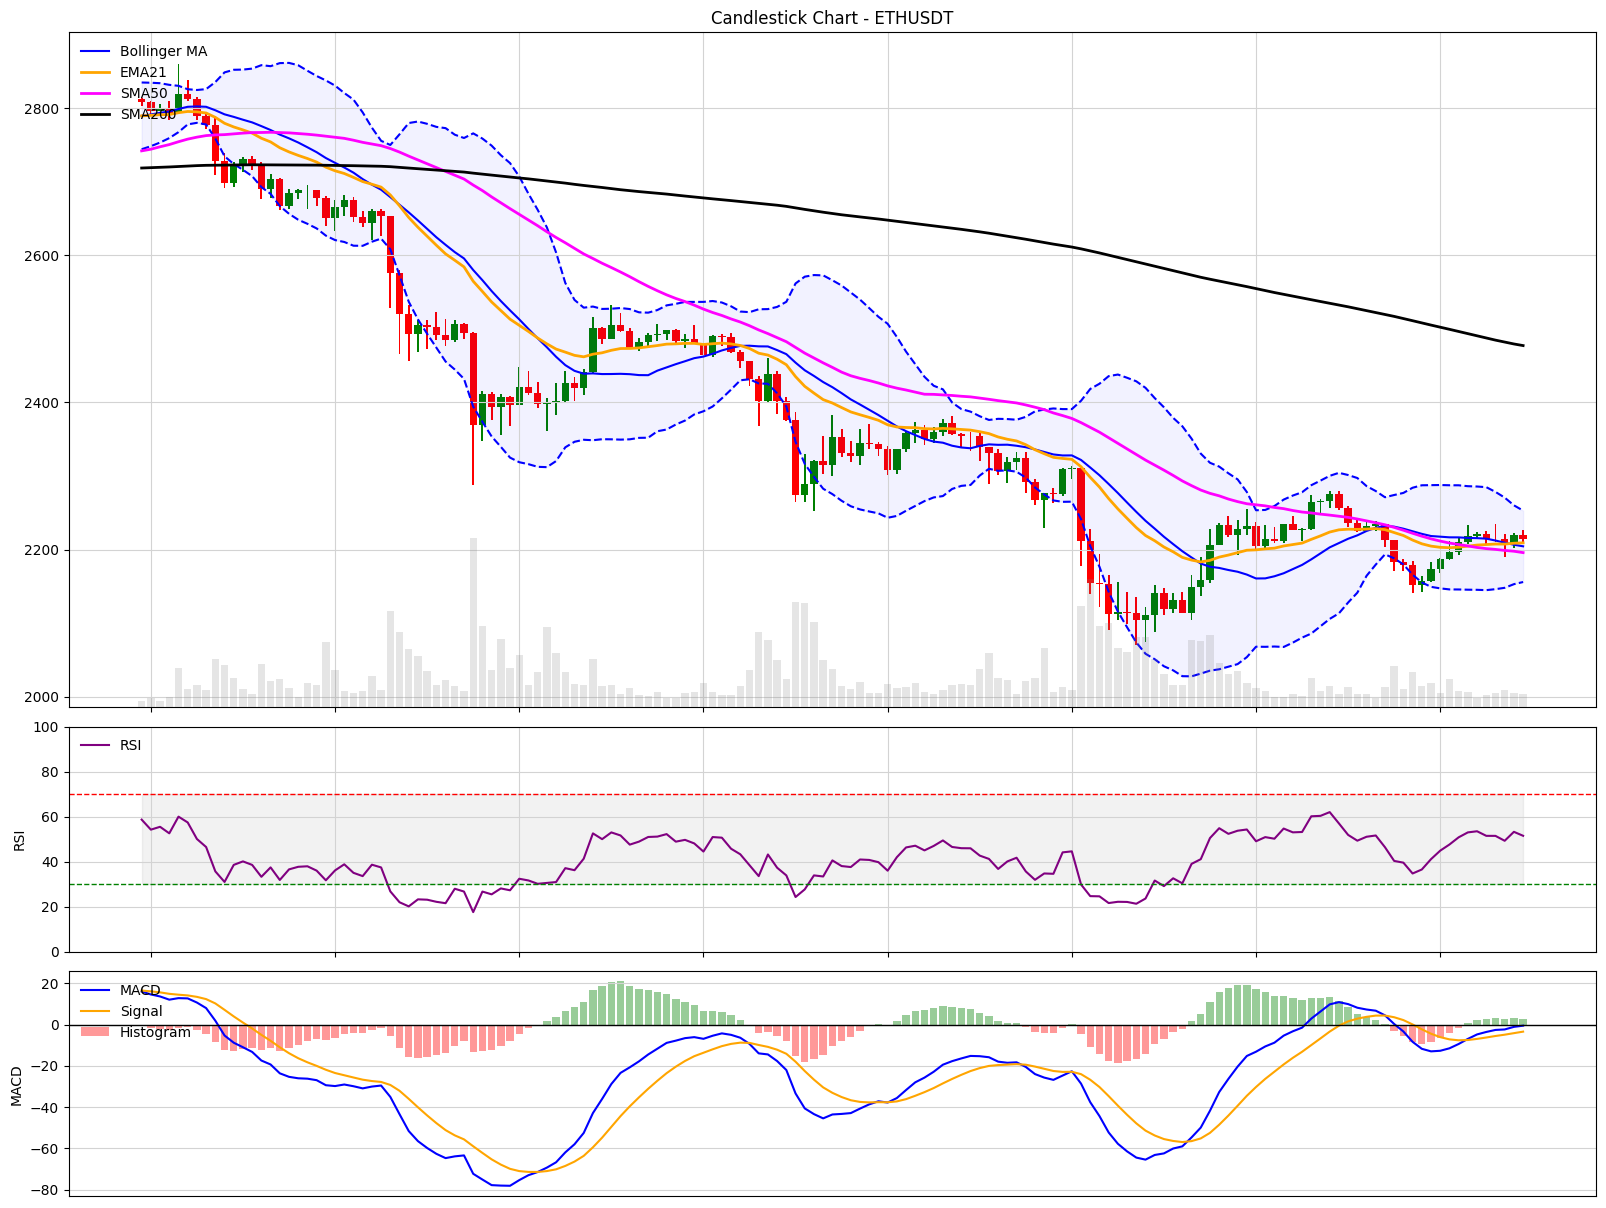 Candlestick Chart - ETHUSDT
Bollinger MA
EMA21
SMA50
SMA200
2800
2600
2400
2200
2000
RSI
100
80
60
40
20
0
RSI
MACD
Signal
Histogram
20
0
−20
−40
−60
−80
MACD